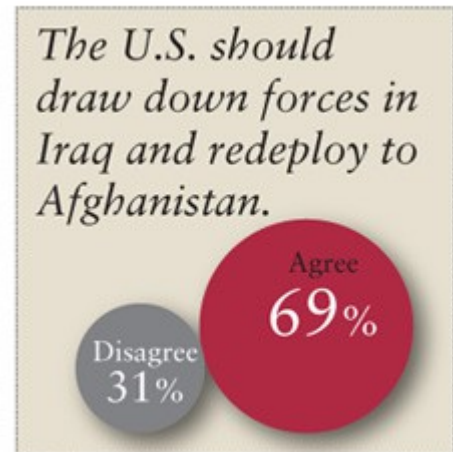 The U.S. should
draw down forces in
Iraq and redeploy to
Afghanistan.
Agree
69%
Disagree
31%